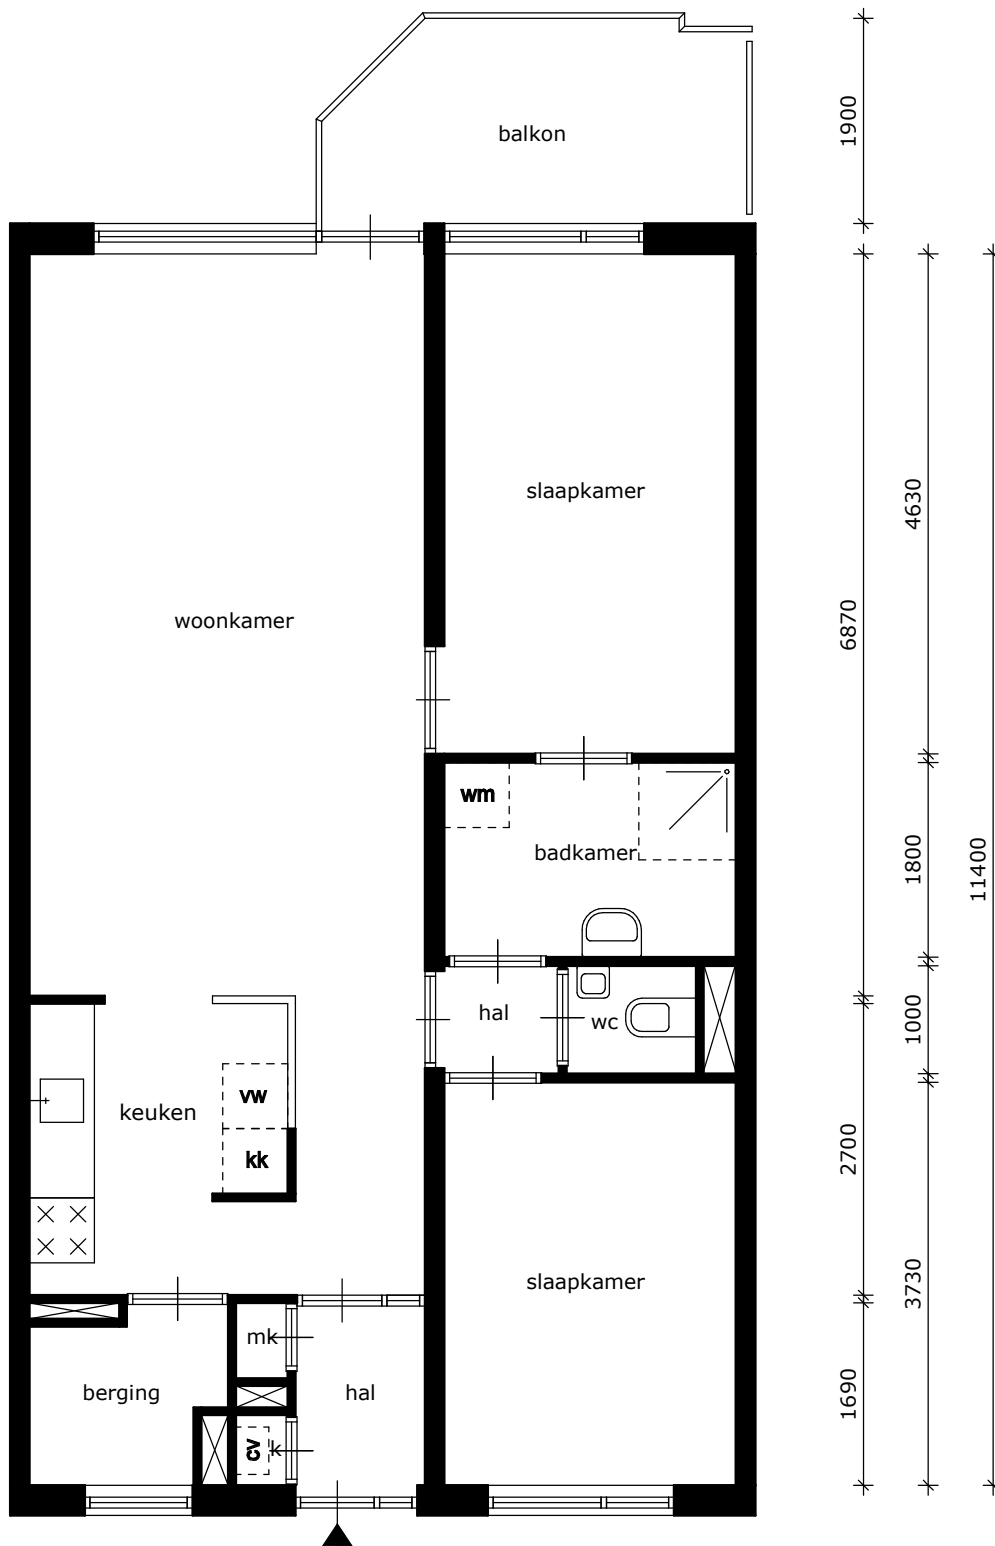 balkon
1900
slaapkamer
4630
woonkamer
6870
wm
badkamer
1800
11400
hal
wc
1000
vw
keuken
kk
2700
slaapkamer
3730
mk
berging
hal
1690
cv
k